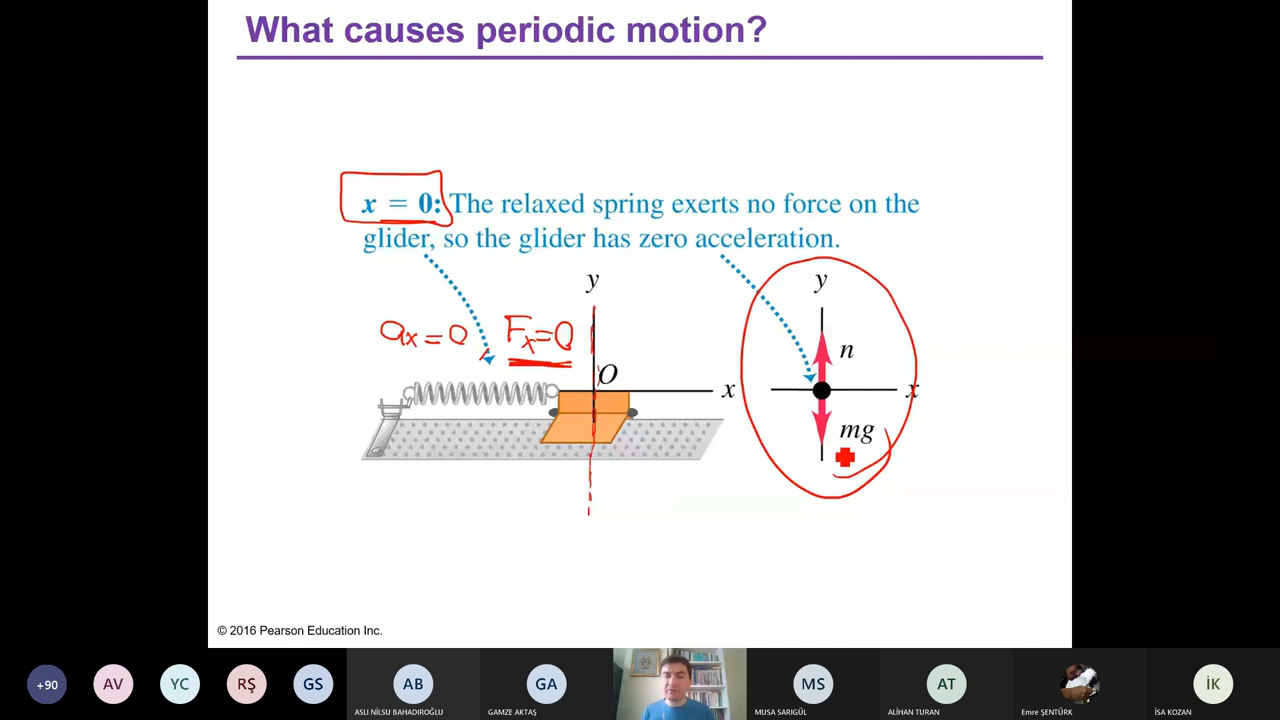 What causes periodic motion?
x = 0: The relaxed spring exerts no force on the
glider, so the glider has zero acceleration.
y
y
ax = 0
Fx = 0
n
O
x
x
mg
© 2016 Pearson Education Inc.
+90
AV
YC
RŞ
GS
AB
GA
MS
AT
İK
ASLI NİLSU BAHADIROĞLU
GAMZE AKTAŞ
MUSA SARIGÜL
ALİHAN TURAN
Emre ŞENTÜRK
İSA KOZAN